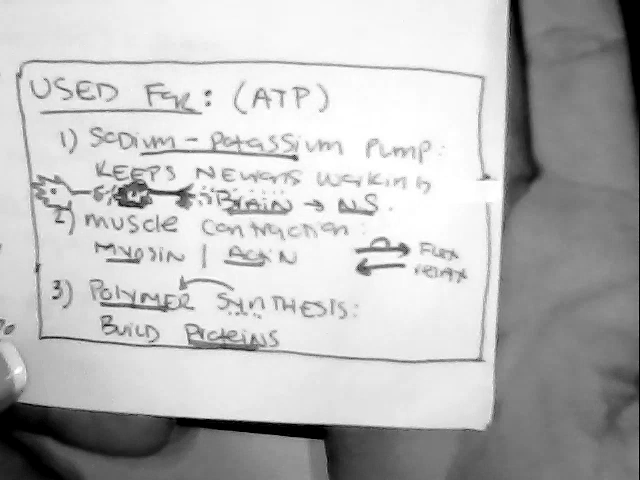 USED FOR: (ATP)
1) SODIUM-POTASSIUM PUMP:
KEEPS NEURONS WORKING
BRAIN → NS.
2) MUSCLE CONTRACTION:
MYOSIN | ACTIN
FLEX
RELAX
3) POLYMER SYNTHESIS:
BUILD PROTEINS